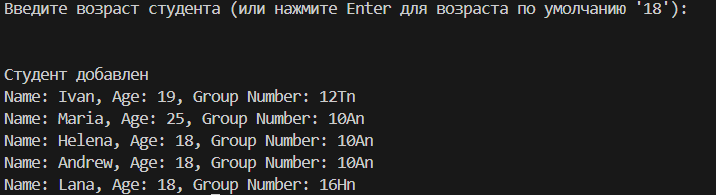 Введите возраст студента (или нажмите Enter для возраста по умолчанию '18'):
Студент добавлен
Name: Ivan, Age: 19, Group Number: 12Tn
Name: Maria, Age: 25, Group Number: 10An
Name: Helena, Age: 18, Group Number: 10An
Name: Andrew, Age: 18, Group Number: 10An
Name: Lana, Age: 18, Group Number: 16Hn